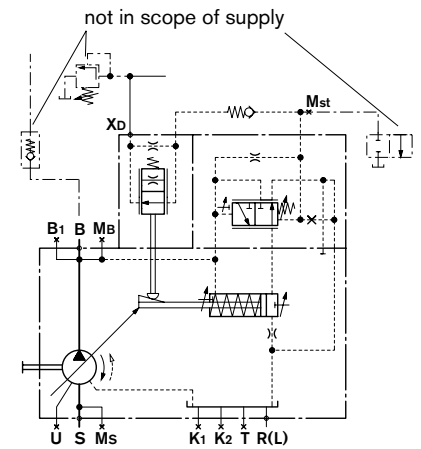 not in scope of supply
Mst
XD
B1 B MB
U S Ms K1 K2 T R(L)